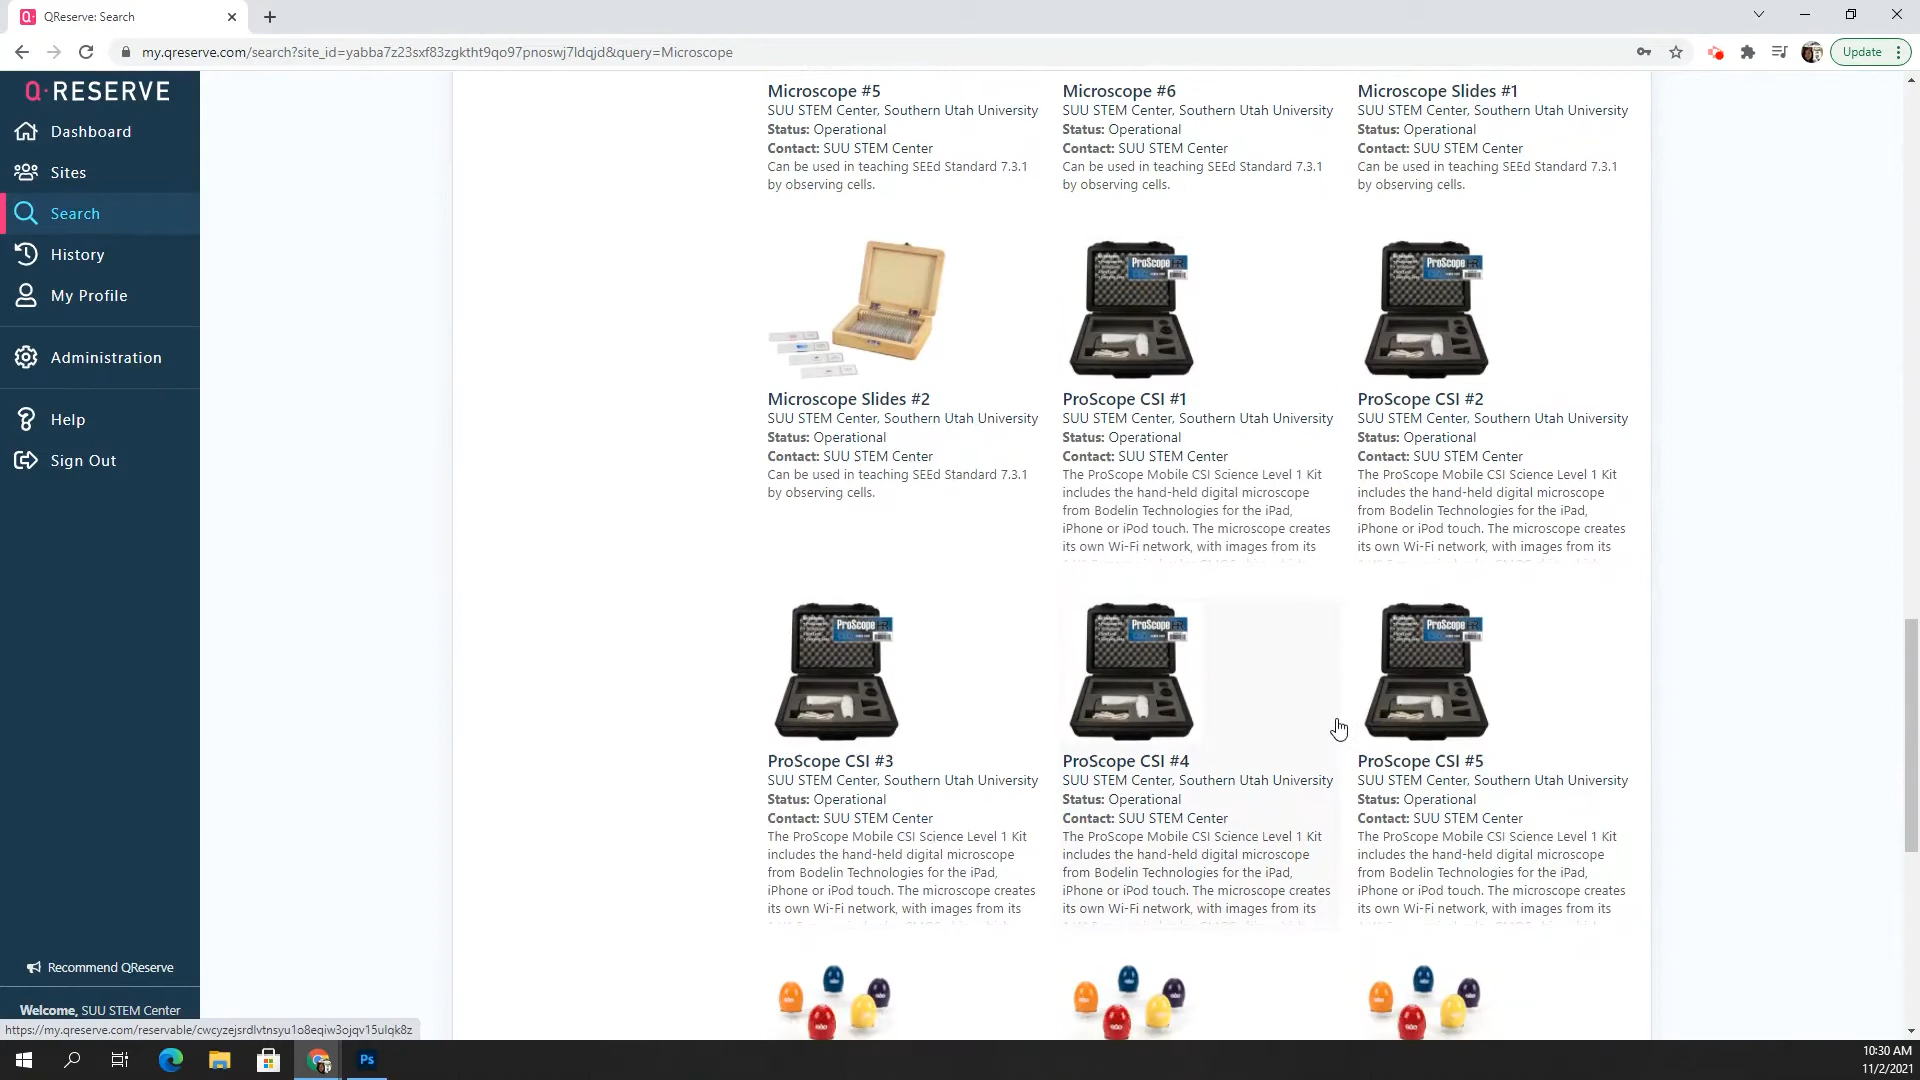 QReserve: Search
my.qreserve.com/search?site_id=yabba7z23sxf83zgktht9qo97pnoswj7ldqjd&query=Microscope
Update
Q·RESERVE
Dashboard
Sites
Search
History
My Profile
Administration
Help
Sign Out
Recommend QReserve
Welcome, SUU STEM Center
Microscope #5
SUU STEM Center, Southern Utah University
Status: Operational
Contact: SUU STEM Center
Can be used in teaching SEEd Standard 7.3.1
by observing cells.
Microscope #6
SUU STEM Center, Southern Utah University
Status: Operational
Contact: SUU STEM Center
Can be used in teaching SEEd Standard 7.3.1
by observing cells.
Microscope Slides #1
SUU STEM Center, Southern Utah University
Status: Operational
Contact: SUU STEM Center
Can be used in teaching SEEd Standard 7.3.1
by observing cells.
Microscope Slides #2
SUU STEM Center, Southern Utah University
Status: Operational
Contact: SUU STEM Center
Can be used in teaching SEEd Standard 7.3.1
by observing cells.
ProScope HR
ProScope CSI #1
SUU STEM Center, Southern Utah University
Status: Operational
Contact: SUU STEM Center
The ProScope Mobile CSI Science Level 1 Kit
includes the hand-held digital microscope
from Bodelin Technologies for the iPad,
iPhone or iPod touch. The microscope creates
its own Wi-Fi network, with images from its
ProScope HR
ProScope CSI #2
SUU STEM Center, Southern Utah University
Status: Operational
Contact: SUU STEM Center
The ProScope Mobile CSI Science Level 1 Kit
includes the hand-held digital microscope
from Bodelin Technologies for the iPad,
iPhone or iPod touch. The microscope creates
its own Wi-Fi network, with images from its
ProScope HR
ProScope CSI #3
SUU STEM Center, Southern Utah University
Status: Operational
Contact: SUU STEM Center
The ProScope Mobile CSI Science Level 1 Kit
includes the hand-held digital microscope
from Bodelin Technologies for the iPad,
iPhone or iPod touch. The microscope creates
its own Wi-Fi network, with images from its
ProScope HR
ProScope CSI #4
SUU STEM Center, Southern Utah University
Status: Operational
Contact: SUU STEM Center
The ProScope Mobile CSI Science Level 1 Kit
includes the hand-held digital microscope
from Bodelin Technologies for the iPad,
iPhone or iPod touch. The microscope creates
its own Wi-Fi network, with images from its
ProScope HR
ProScope CSI #5
SUU STEM Center, Southern Utah University
Status: Operational
Contact: SUU STEM Center
The ProScope Mobile CSI Science Level 1 Kit
includes the hand-held digital microscope
from Bodelin Technologies for the iPad,
iPhone or iPod touch. The microscope creates
its own Wi-Fi network, with images from its
https://my.qreserve.com/reservable/cwcyzejsrdlvtnsyu1o8eqiw3ojqv15ulqk8z
Ps
10:30 AM
11/2/2021